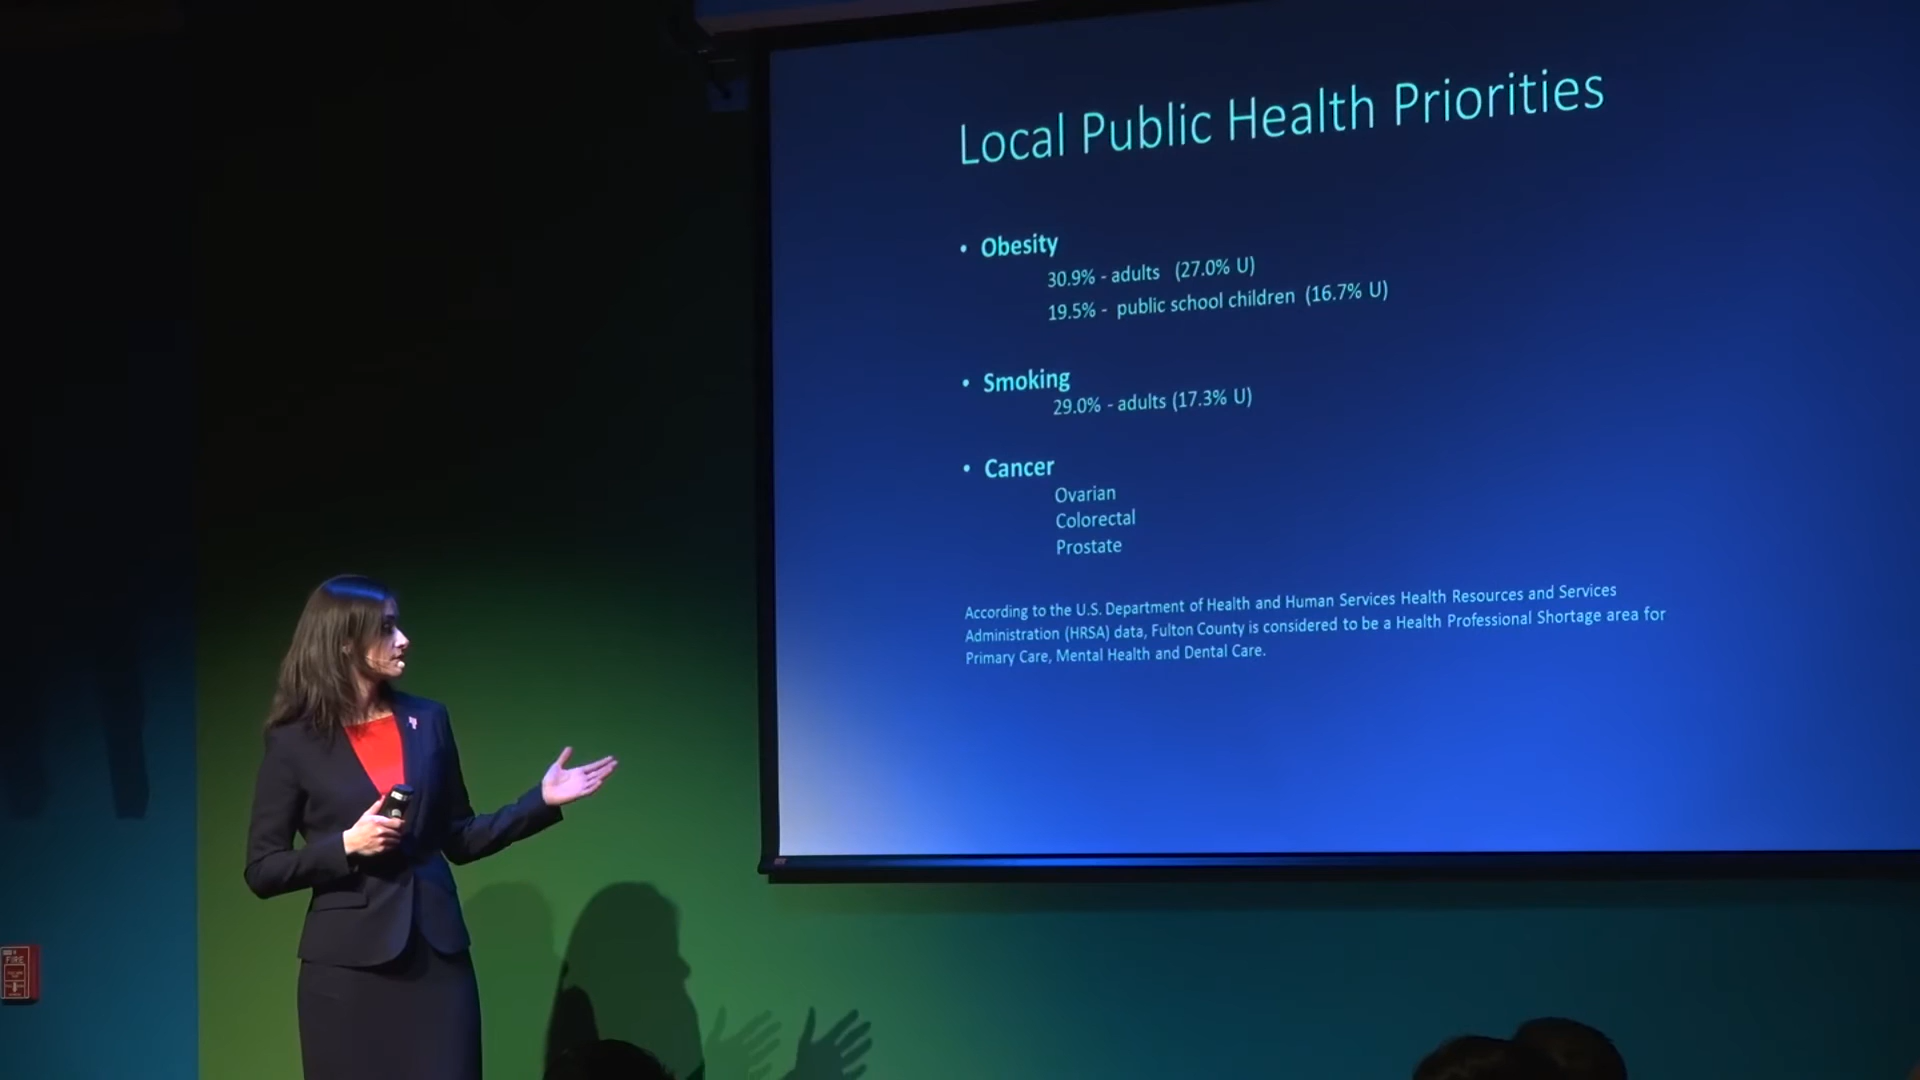 Local Public Health Priorities
• Obesity
30.9% - adults (27.0% U)
19.5% - public school children (16.7% U)
• Smoking
29.0% - adults (17.3% U)
• Cancer
Ovarian
Colorectal
Prostate
According to the U.S. Department of Health and Human Services Health Resources and Services
Administration (HRSA) data, Fulton County is considered to be a Health Professional Shortage area for
Primary Care, Mental Health and Dental Care.
FIRE